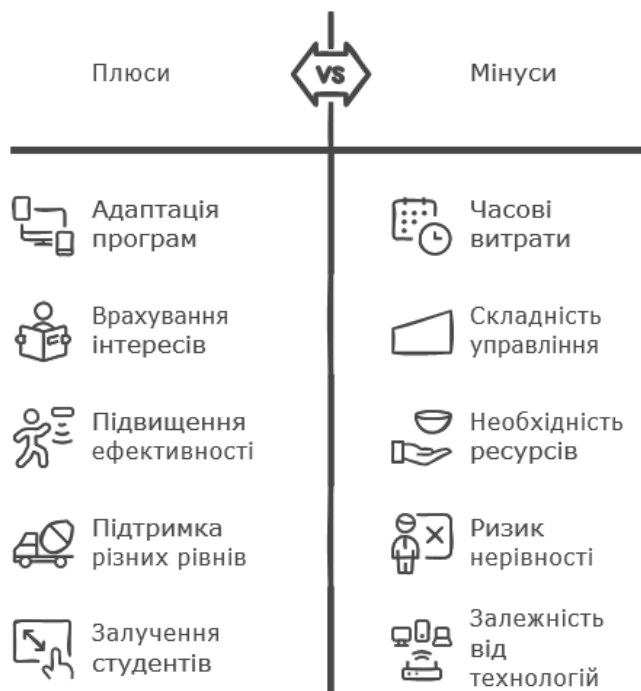 Плюси
VS
Мінуси
Адаптація
програм
Часові
витрати
Врахування
інтересів
Складність
управління
Підвищення
ефективності
Необхідність
ресурсів
Підтримка
різних рівнів
Ризик
нерівності
Залучення
студентів
Залежність
від
технологій